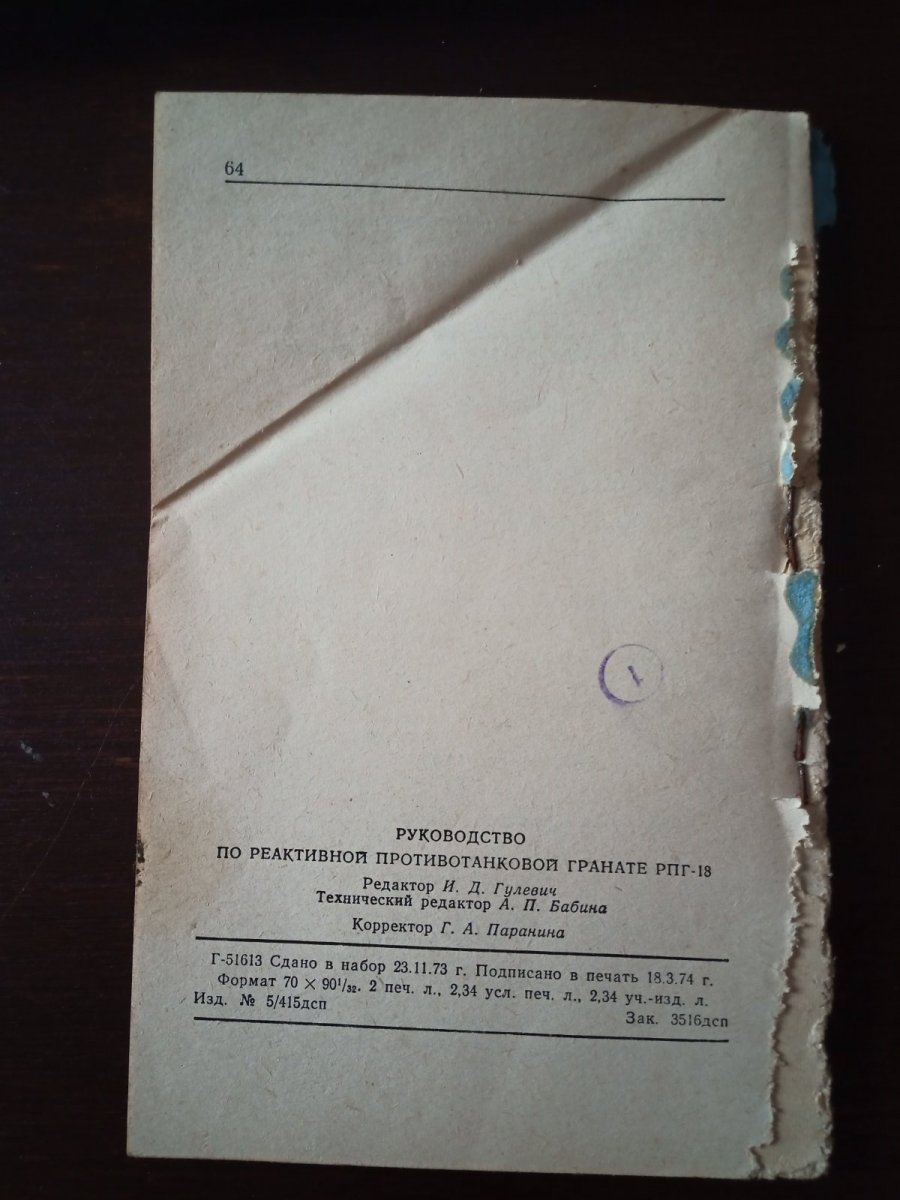 64
РУКОВОДСТВО
ПО РЕАКТИВНОЙ ПРОТИВОТАНКОВОЙ ГРАНАТЕ РПГ-18
Редактор И. Д. Гулевич
Технический редактор А. П. Бабина
Корректор Г. А. Паранина
Г-51613 Сдано в набор 23.11.73 г. Подписано в печать 18.3.74 г.
Формат 70 × 90¹/₃₂. 2 печ. л., 2,34 усл. печ. л., 2,34 уч.-изд. л.
Изд. № 5/415дсп
Зак. 3516дсп